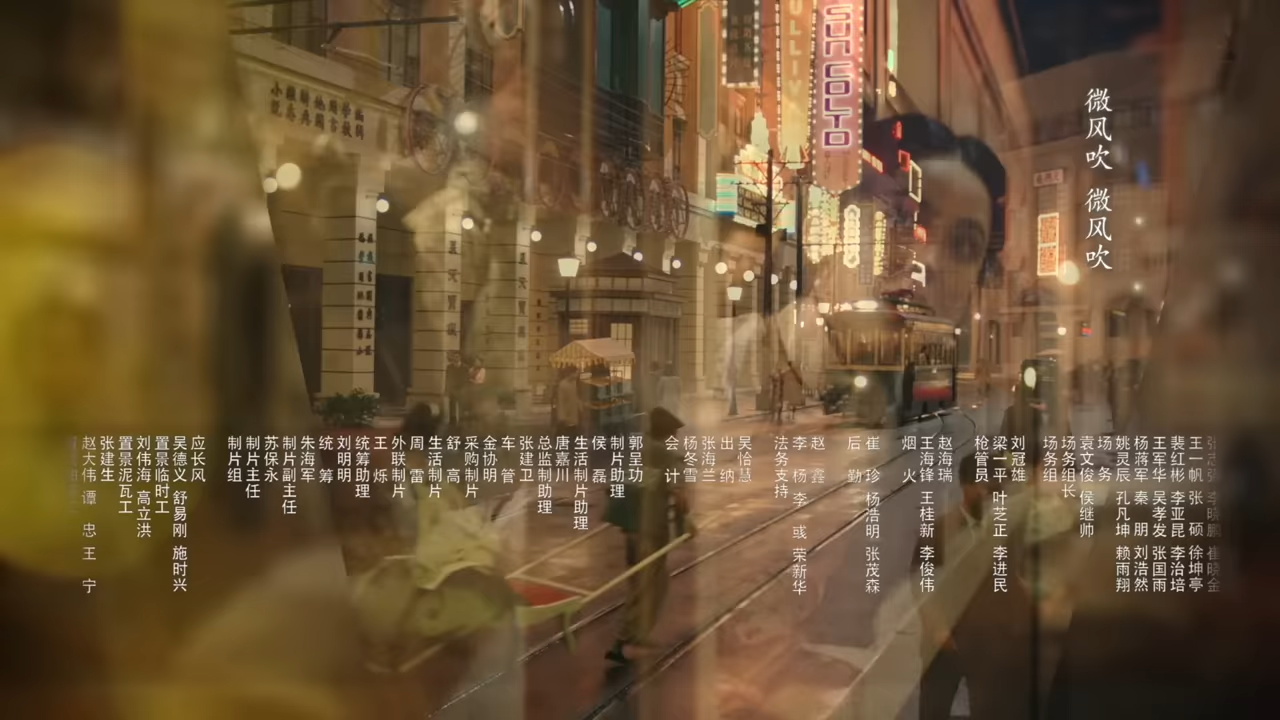 微风吹 微风吹
赵大伟 谭忠 王宁
张建生
置景泥瓦工
刘伟海 高立洪
置景临时工
吴德义 舒易刚 施时兴
应长风
制片组
制片主任
苏保永
制片副主任
朱海军
统筹
刘明明
统筹助理
王烁
外联制片
周雷
生活制片
舒高
采购制片
金协明
车管
张建卫
总监制助理
唐嘉川
生活制片助理
侯磊
制片助理
郭呈功
会计
杨冬雪
张海兰
出纳
吴怡慧
法务支持
李杨 李彧 荣新华
赵鑫
后勤
崔珍 杨浩明 张茂森
烟火
王海锋 王桂新 李俊伟
赵海瑞
枪管员
梁一平 叶芝正 李进民
刘冠雄
场务组
场务组长
袁文俊 侯继帅
场务
姚灵辰 孔凡坤 赖雨翔
杨蒋军 秦朋 刘浩然
王军华 吴孝发 张国雨
裴红彬 李亚昆 李治培
王一帆 张硕 徐坤亭
SUN COLTD